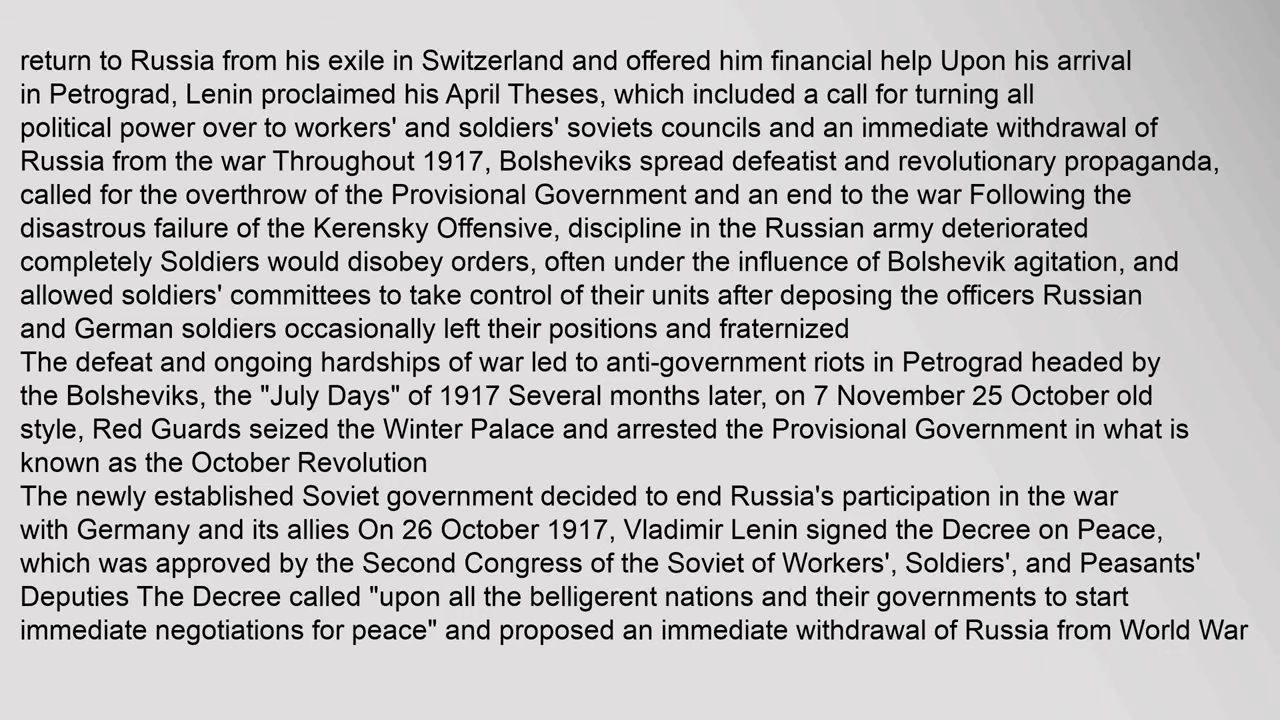 return to Russia from his exile in Switzerland and offered him financial help Upon his arrival
in Petrograd, Lenin proclaimed his April Theses, which included a call for turning all
political power over to workers' and soldiers' soviets councils and an immediate withdrawal of
Russia from the war Throughout 1917, Bolsheviks spread defeatist and revolutionary propaganda,
called for the overthrow of the Provisional Government and an end to the war Following the
disastrous failure of the Kerensky Offensive, discipline in the Russian army deteriorated
completely Soldiers would disobey orders, often under the influence of Bolshevik agitation, and
allowed soldiers' committees to take control of their units after deposing the officers Russian
and German soldiers occasionally left their positions and fraternized
The defeat and ongoing hardships of war led to anti-government riots in Petrograd headed by
the Bolsheviks, the "July Days" of 1917 Several months later, on 7 November 25 October old
style, Red Guards seized the Winter Palace and arrested the Provisional Government in what is
known as the October Revolution
The newly established Soviet government decided to end Russia's participation in the war
with Germany and its allies On 26 October 1917, Vladimir Lenin signed the Decree on Peace,
which was approved by the Second Congress of the Soviet of Workers', Soldiers', and Peasants'
Deputies The Decree called "upon all the belligerent nations and their governments to start
immediate negotiations for peace" and proposed an immediate withdrawal of Russia from World War